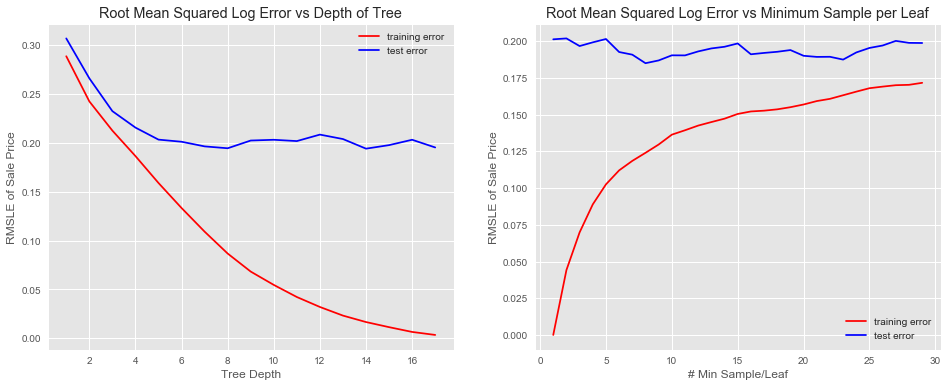 Root Mean Squared Log Error vs Depth of Tree
RMSLE of Sale Price
0.30
0.25
0.20
0.15
0.10
0.05
0.00
training error
test error
2 4 6 8 10 12 14 16
Tree Depth
Root Mean Squared Log Error vs Minimum Sample per Leaf
RMSLE of Sale Price
0.200
0.175
0.150
0.125
0.100
0.075
0.050
0.025
0.000
training error
test error
0 5 10 15 20 25 30
# Min Sample/Leaf